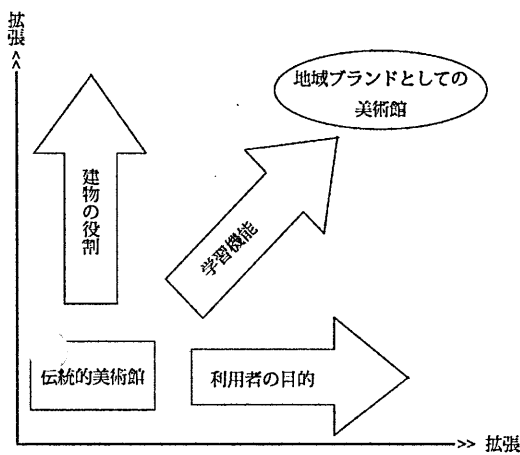 拡張 <<
地域ブランドとしての
美術館
建物の役割
学習機能
伝統的美術館
利用者の目的
>> 拡張